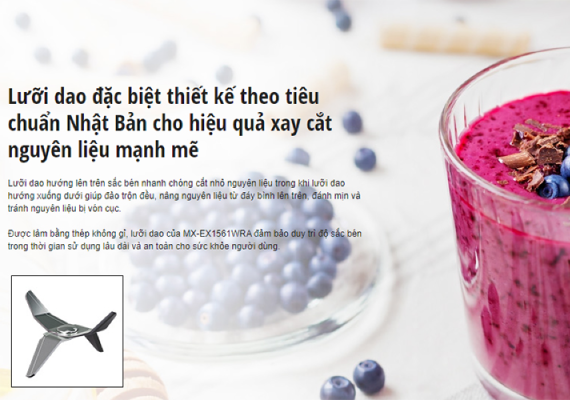 Lưỡi dao đặc biệt thiết kế theo tiêu
chuẩn Nhật Bản cho hiệu quả xay cắt
nguyên liệu mạnh mẽ
Lưỡi dao hướng lên trên sắc bén nhanh chóng cắt nhỏ nguyên liệu trong khi lưỡi dao
hướng xuống dưới giúp đảo trộn đều, nâng nguyên liệu từ đáy bình lên trên, đánh mịn và
tránh nguyên liệu bị vón cục.
Được làm bằng thép không gỉ, lưỡi dao của MX-EX1561WRA đảm bảo duy trì độ sắc bén
trong thời gian sử dụng lâu dài và an toàn cho sức khỏe người dùng.